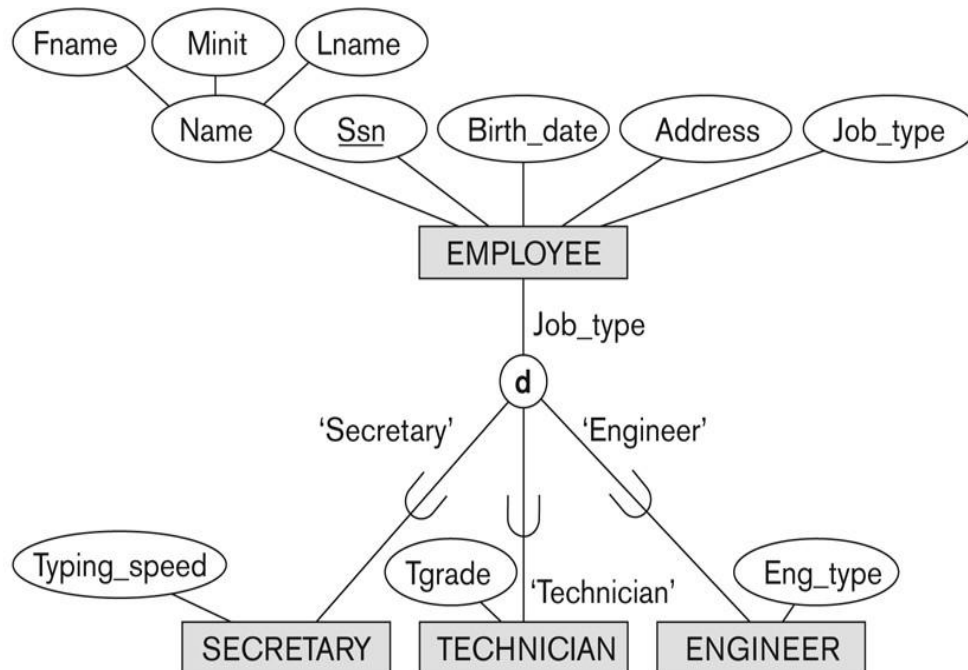 Fname Minit Lname
Name Ssn Birth_date Address Job_type
EMPLOYEE
Job_type
d
‘Secretary’ ‘Engineer’
Typing_speed Tgrade Eng_type
‘Technician’
SECRETARY TECHNICIAN ENGINEER